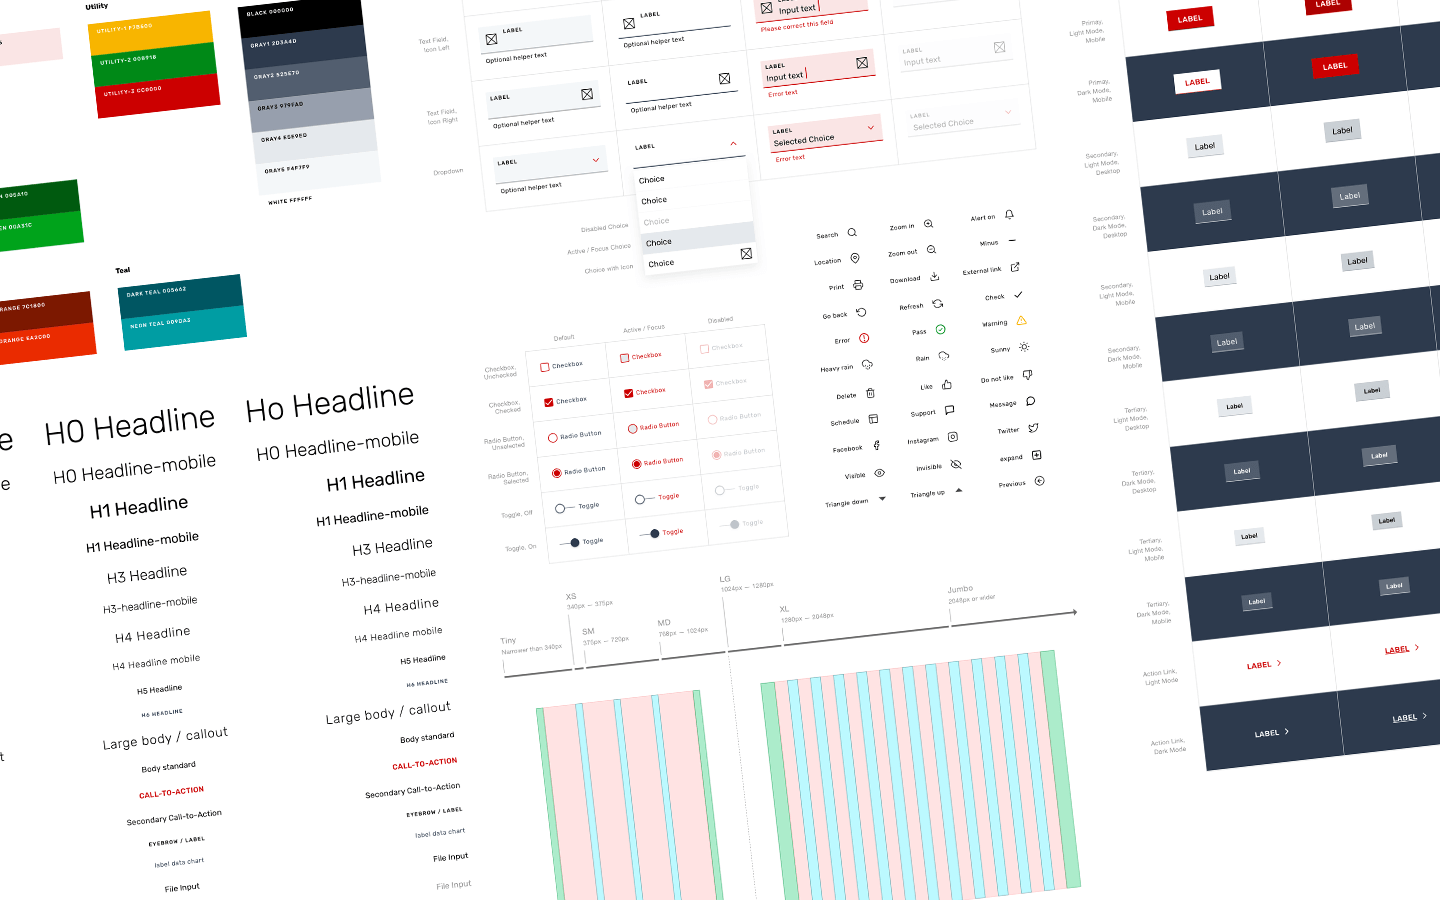 Utility
UTILITY-1 F7B500
UTILITY-2 008916
UTILITY-3 CC0000
BLACK 000000
GRAY1 2D3A4D
GRAY2 525E70
GRAY3 979FAD
GRAY4 E5E9ED
GRAY5 F4F7F9
WHITE FFFFFF
Teal
DARK TEAL 005662
NEON TEAL 009DA3
ORANGE 7C1800
ORANGE EA2C00
H0 Headline
H0 Headline-mobile
H1 Headline
H1 Headline-mobile
H3 Headline
H3-headline-mobile
H4 Headline
H4 Headline mobile
H5 Headline
H6 HEADLINE
Large body / callout
Body standard
CALL-TO-ACTION
Secondary Call-to-Action
EYEBROW / LABEL
label data chart
File Input
Ho Headline
H0 Headline-mobile
H1 Headline
H1 Headline-mobile
H3 Headline
H3-headline-mobile
H4 Headline
H4 Headline mobile
H5 Headline
H6 HEADLINE
Large body / callout
Body standard
CALL-TO-ACTION
Secondary Call-to-Action
EYEBROW / LABEL
label data chart
File Input
File Input
Text Field,
Icon Left
LABEL
Optional helper text
LABEL
Optional helper text
Input text
Please correct this field
Text Field,
Icon Right
LABEL
Optional helper text
LABEL
Optional helper text
LABEL
Input text
Error text
LABEL
Input text
Dropdown
LABEL
Optional helper text
LABEL
LABEL
Selected Choice
Error text
LABEL
Selected Choice
Choice
Choice
Disabled Choice
Choice
Active / Focus Choice
Choice
Choice with Icon
Choice
Default
Active / Focus
Disabled
Checkbox,
Unchecked
Checkbox
Checkbox
Checkbox
Checkbox,
Checked
Checkbox
Checkbox
Checkbox
Radio Button,
Unselected
Radio Button
Radio Button
Radio Button
Radio Button,
Selected
Radio Button
Radio Button
Radio Button
Toggle, Off
Toggle
Toggle
Toggle
Toggle, On
Toggle
Toggle
Toggle
Search
Zoom in
Alert on
Location
Zoom out
Minus
Print
Download
External link
Go back
Refresh
Check
Error
Pass
Warning
Heavy rain
Rain
Sunny
Delete
Like
Do not like
Schedule
Support
Message
Facebook
Instagram
Twitter
Visible
Invisible
expand
Triangle down
Triangle up
Previous
Tiny
Narrower than 340px
XS
340px — 375px
SM
375px — 720px
MD
768px — 1024px
LG
1024px — 1280px
XL
1280px — 2048px
Jumbo
2048px or wider
Primary,
Light Mode,
Mobile
LABEL
LABEL
Primary,
Dark Mode,
Mobile
LABEL
LABEL
Secondary,
Light Mode,
Desktop
Label
Label
Secondary,
Dark Mode,
Desktop
Label
Label
Secondary,
Light Mode,
Mobile
Label
Label
Secondary,
Dark Mode,
Mobile
Label
Label
Tertiary,
Light Mode,
Desktop
Label
Label
Tertiary,
Dark Mode,
Desktop
Label
Label
Tertiary,
Light Mode,
Mobile
Label
Label
Tertiary,
Dark Mode,
Mobile
Label
Label
Action Link,
Light Mode
LABEL
LABEL
Action Link,
Dark Mode
LABEL
LABEL